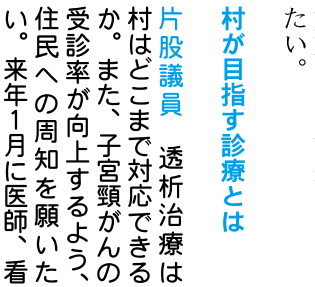 たい。
村が目指す診療とは
片股議員　透析治療は
村はどこまで対応できる
か。また、子宮頸がんの
受診率が向上するよう、
住民への周知を願いた
い。来年1月に医師、看